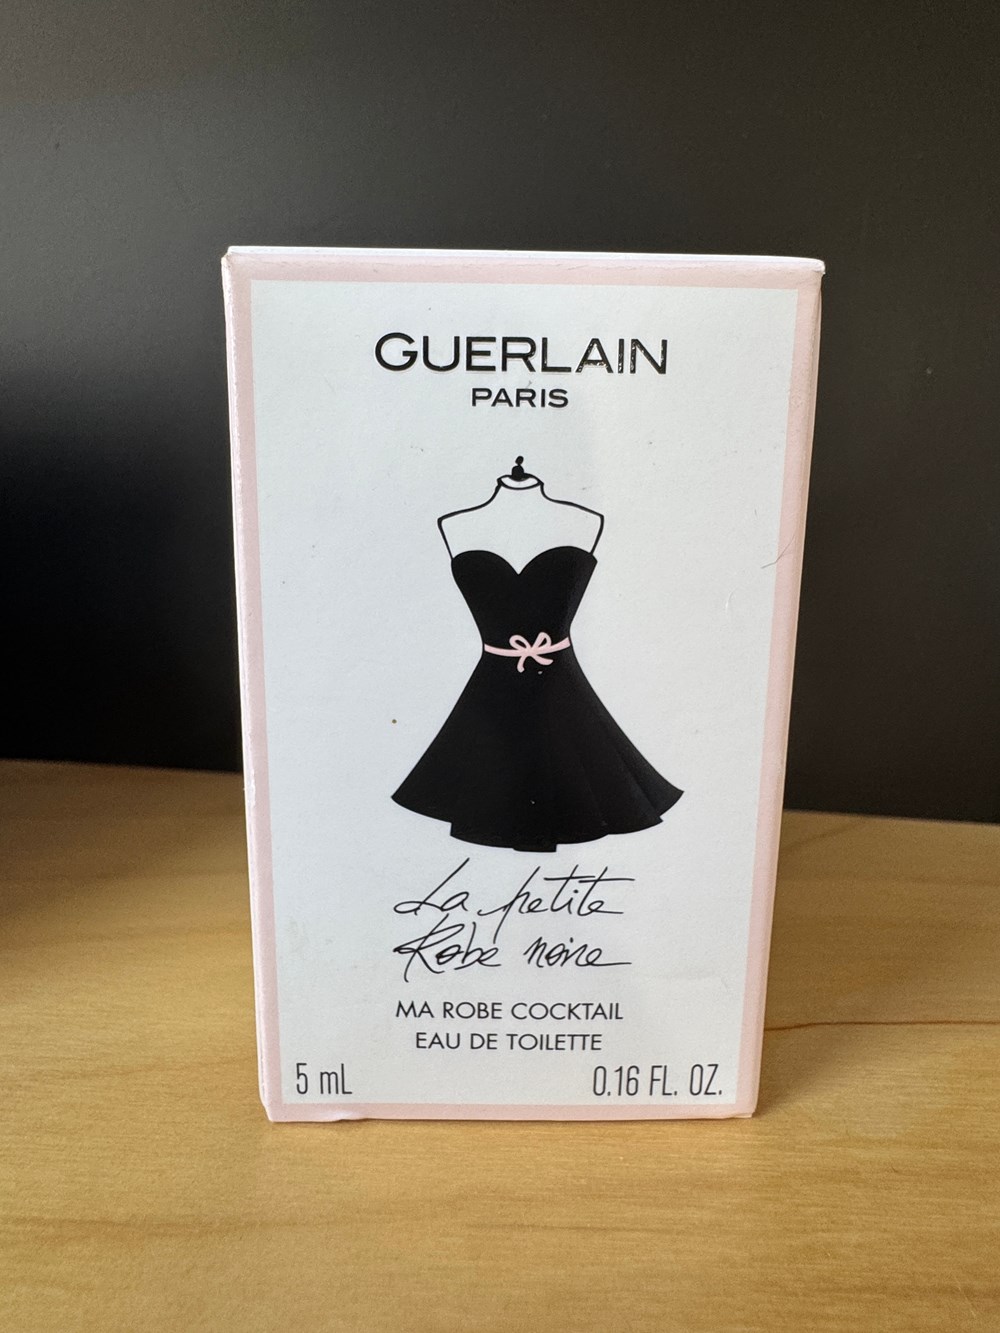 GUERLAIN
PARIS
La petite
Robe noire
MA ROBE COCKTAIL
EAU DE TOILETTE
5 mL 0.16 FL. OZ.